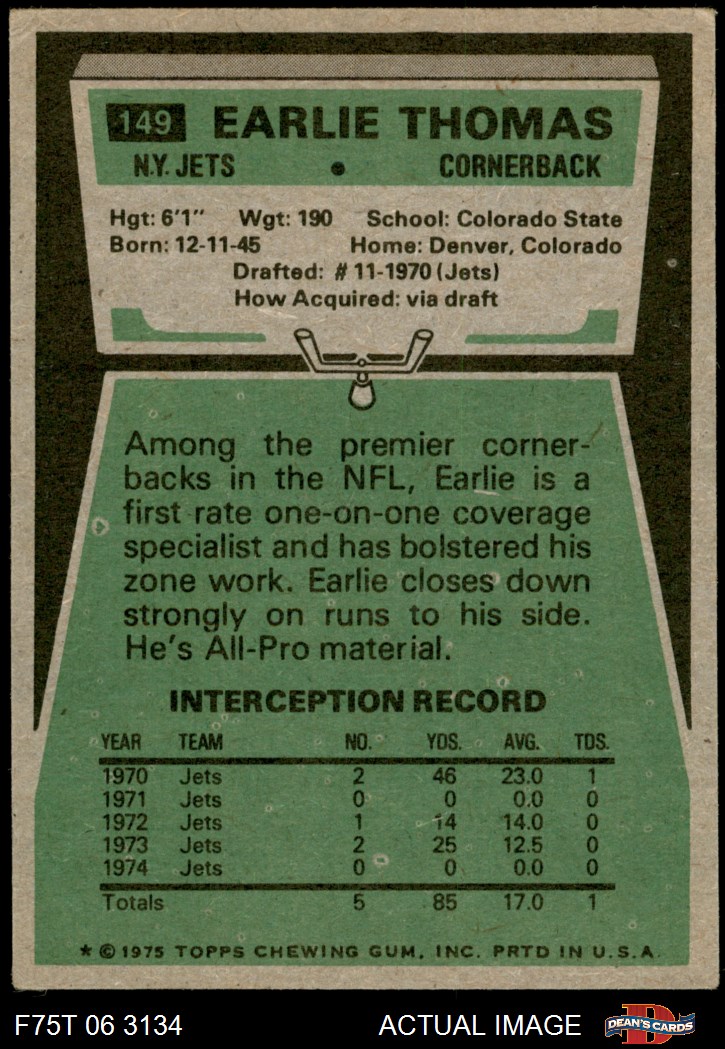 149 EARLIE THOMAS
N.Y. JETS • CORNERBACK
Hgt: 6'1" Wgt: 190 School: Colorado State
Born: 12-11-45 Home: Denver, Colorado
Drafted: #11-1970 (Jets)
How Acquired: via draft
Among the premier corner-
backs in the NFL, Earlie is a
first rate one-on-one coverage
specialist and has bolstered his
zone work. Earlie closes down
strongly on runs to his side.
He's All-Pro material.
INTERCEPTION RECORD
YEAR TEAM NO. YDS. AVG. TDS.
1970 Jets 2 46 23.0 1
1971 Jets 0 0 0.0 0
1972 Jets 1 14 14.0 0
1973 Jets 2 25 12.5 0
1974 Jets 0 0 0.0 0
Totals 5 85 17.0 1
* © 1975 TOPPS CHEWING GUM, INC. PRTD IN U.S.A.
F75T 06 3134 ACTUAL IMAGE DEAN'S CARDS